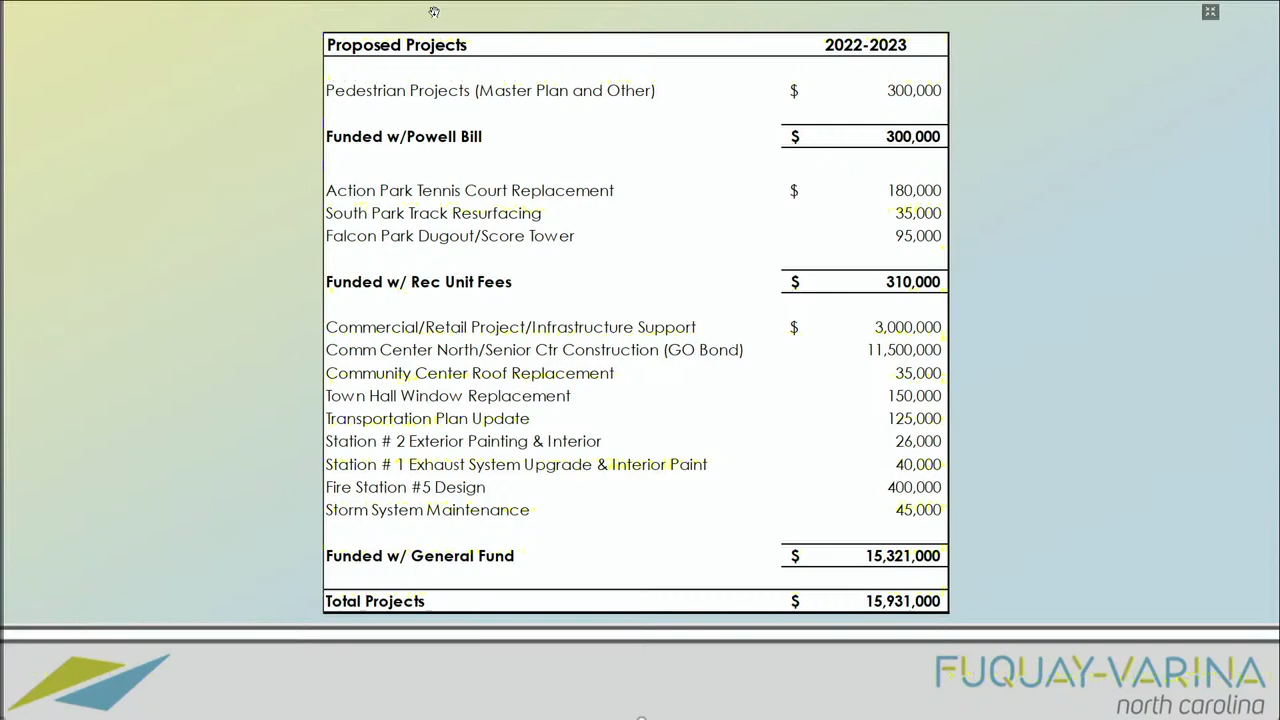 Proposed Projects 2022-2023
Pedestrian Projects (Master Plan and Other) $ 300,000
Funded w/Powell Bill $ 300,000
Action Park Tennis Court Replacement $ 180,000
South Park Track Resurfacing 35,000
Falcon Park Dugout/Score Tower 95,000
Funded w/ Rec Unit Fees $ 310,000
Commercial/Retail Project/Infrastructure Support $ 3,000,000
Comm Center North/Senior Ctr Construction (GO Bond) 11,500,000
Community Center Roof Replacement 35,000
Town Hall Window Replacement 150,000
Transportation Plan Update 125,000
Station # 2 Exterior Painting & Interior 26,000
Station # 1 Exhaust System Upgrade & Interior Paint 40,000
Fire Station #5 Design 400,000
Storm System Maintenance 45,000
Funded w/ General Fund $ 15,321,000
Total Projects $ 15,931,000
FUQUAY-VARINA
north carolina